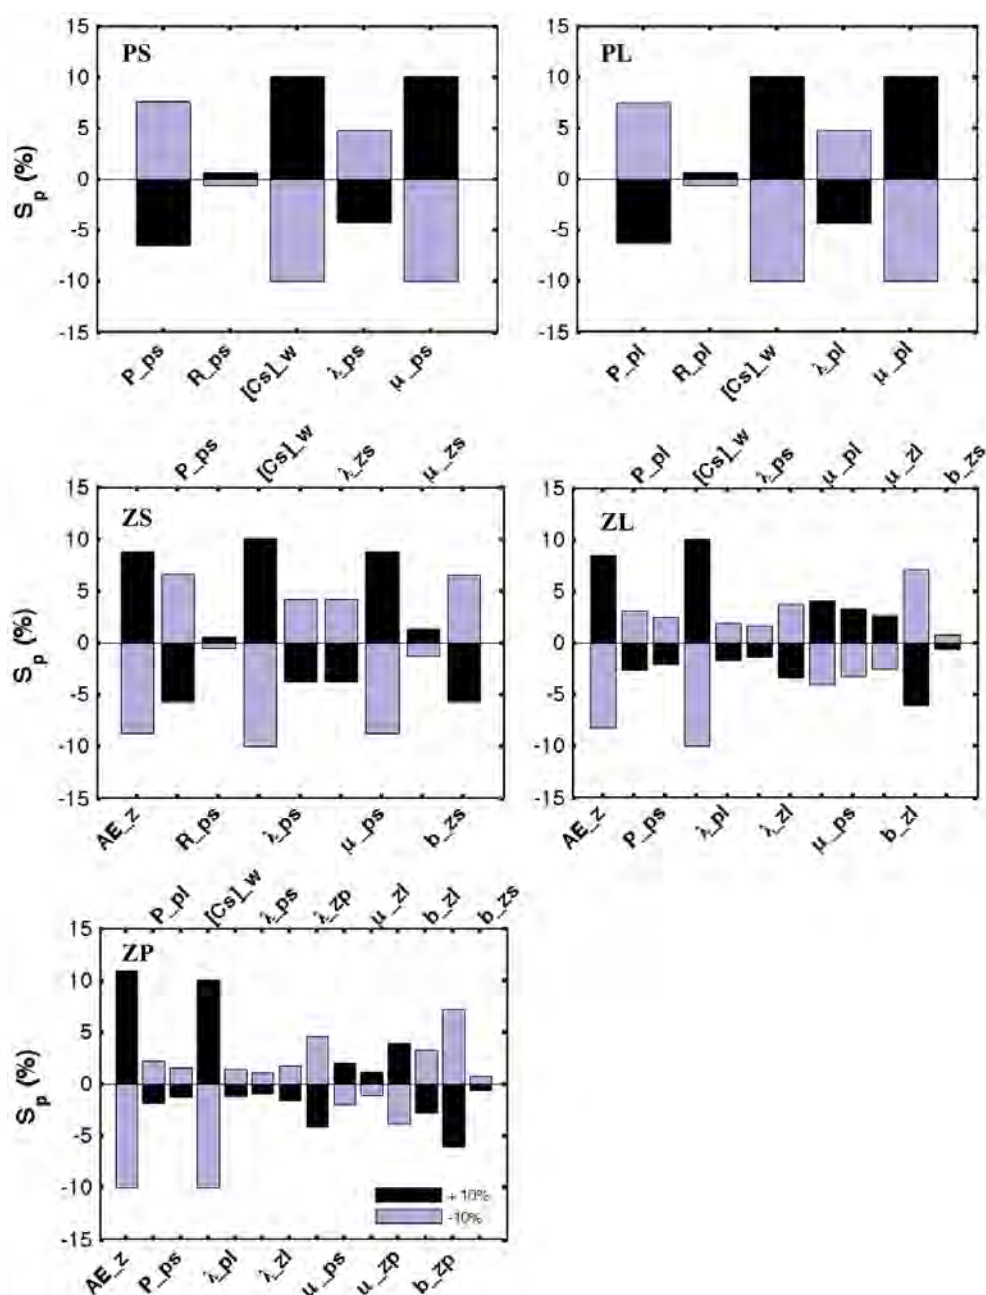 PS
15
10
5
0
-5
-10
-15
S_p (%)
P_ps
R_ps
[Cs]_w
λ_ps
μ_ps
PL
15
10
5
0
-5
-10
-15
P_pl
R_pl
[Cs]_w
λ_pl
μ_pl
P_ps
[Cs]_w
λ_zs
μ_zs
ZS
15
10
5
0
-5
-10
-15
S_p (%)
AE_z
R_ps
λ_ps
μ_ps
b_zs
P_pl
[Cs]_w
λ_ps
μ_pl
μ_zl
b_zs
ZL
15
10
5
0
-5
-10
-15
AE_z
P_ps
λ_pl
λ_zl
μ_ps
b_zl
P_pl
[Cs]_w
λ_ps
λ_zp
μ_zl
b_zl
b_zs
ZP
15
10
5
0
-5
-10
-15
S_p (%)
+ 10%
-10%
AE_z
P_ps
λ_pl
λ_zl
μ_ps
μ_zp
b_zp